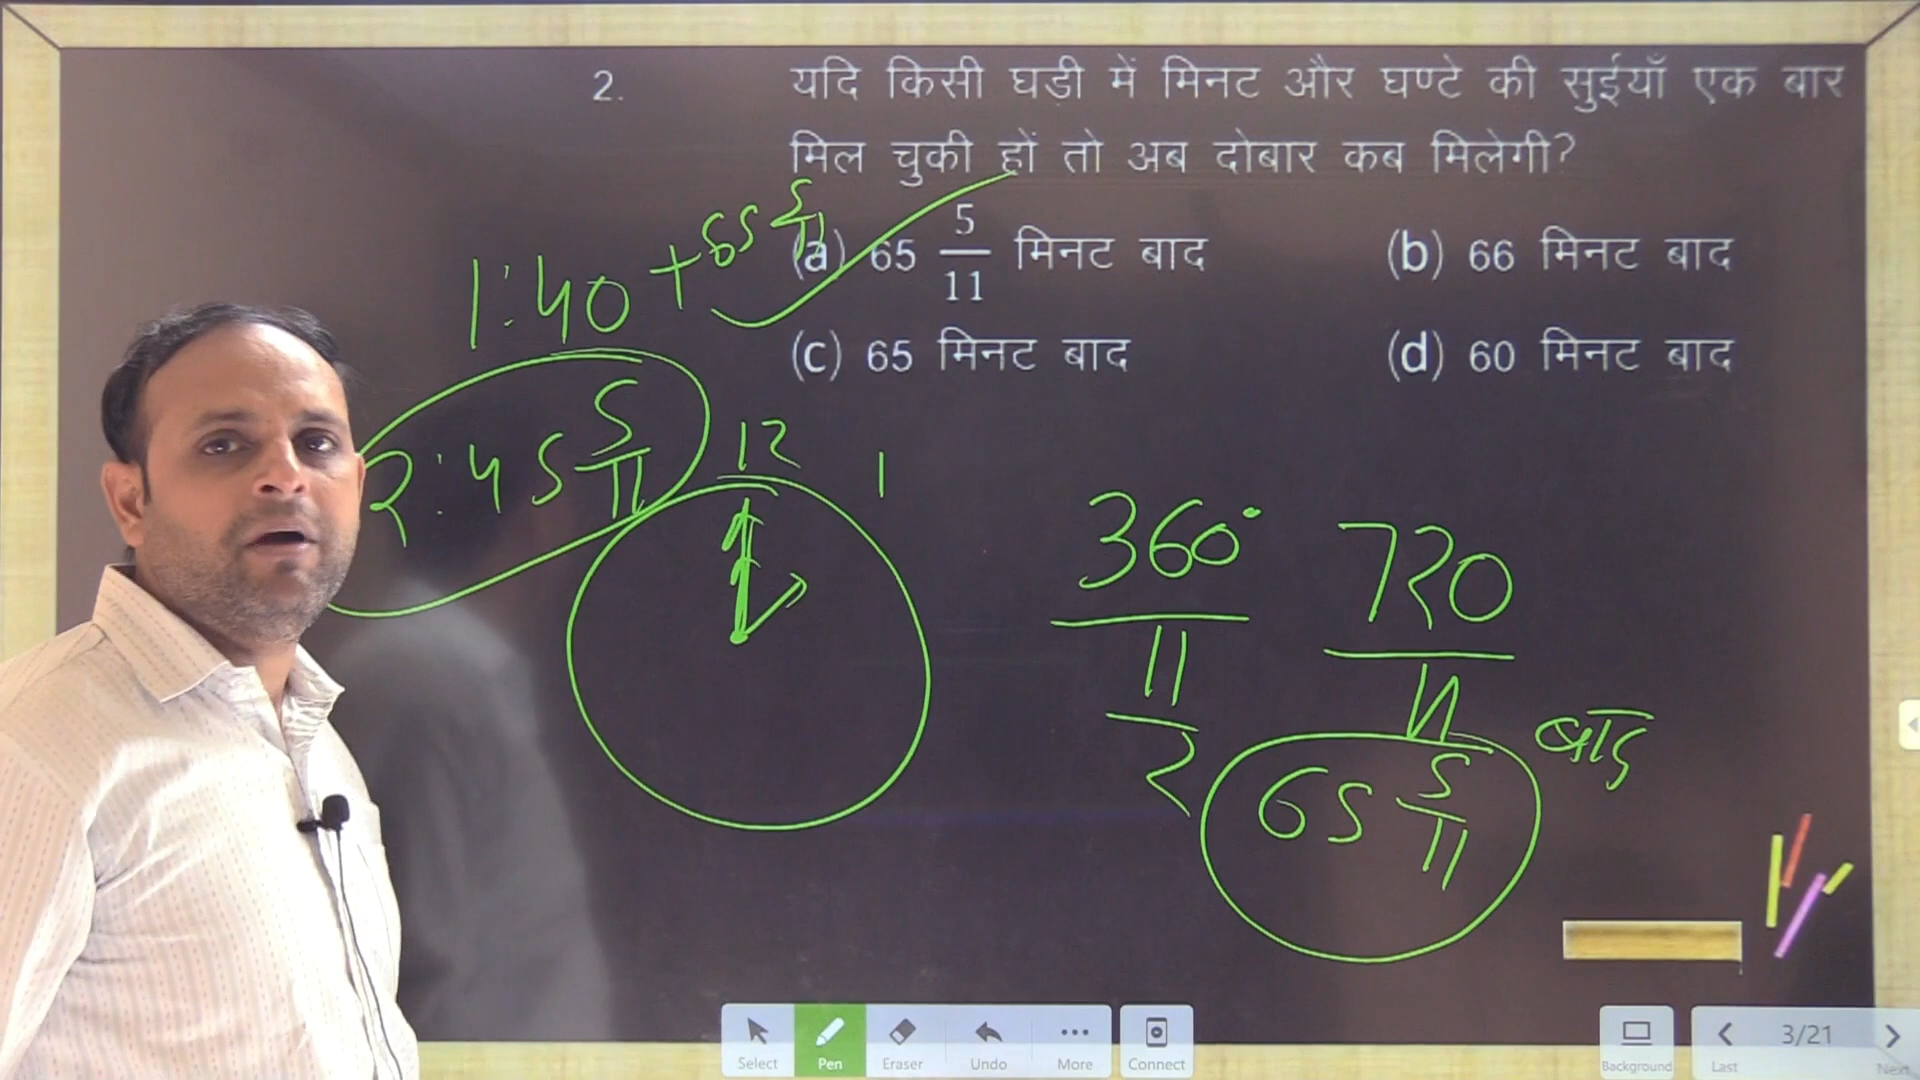 2. यदि किसी घडी में मिनट और घण्टे की सुईयाँ एक बार
मिल चुकी हों तो अब दोबार कब मिलेगी?
(a) 65 5/11 मिनट बाद (b) 66 मिनट बाद
(c) 65 मिनट बाद (d) 60 मिनट बाद
1:40 + 65 5/11
2:45 5/11
12 1
360°
11
2
720
11
65 5/11 बाद
Select Pen Eraser Undo More Connect Background Last 3/21 Next